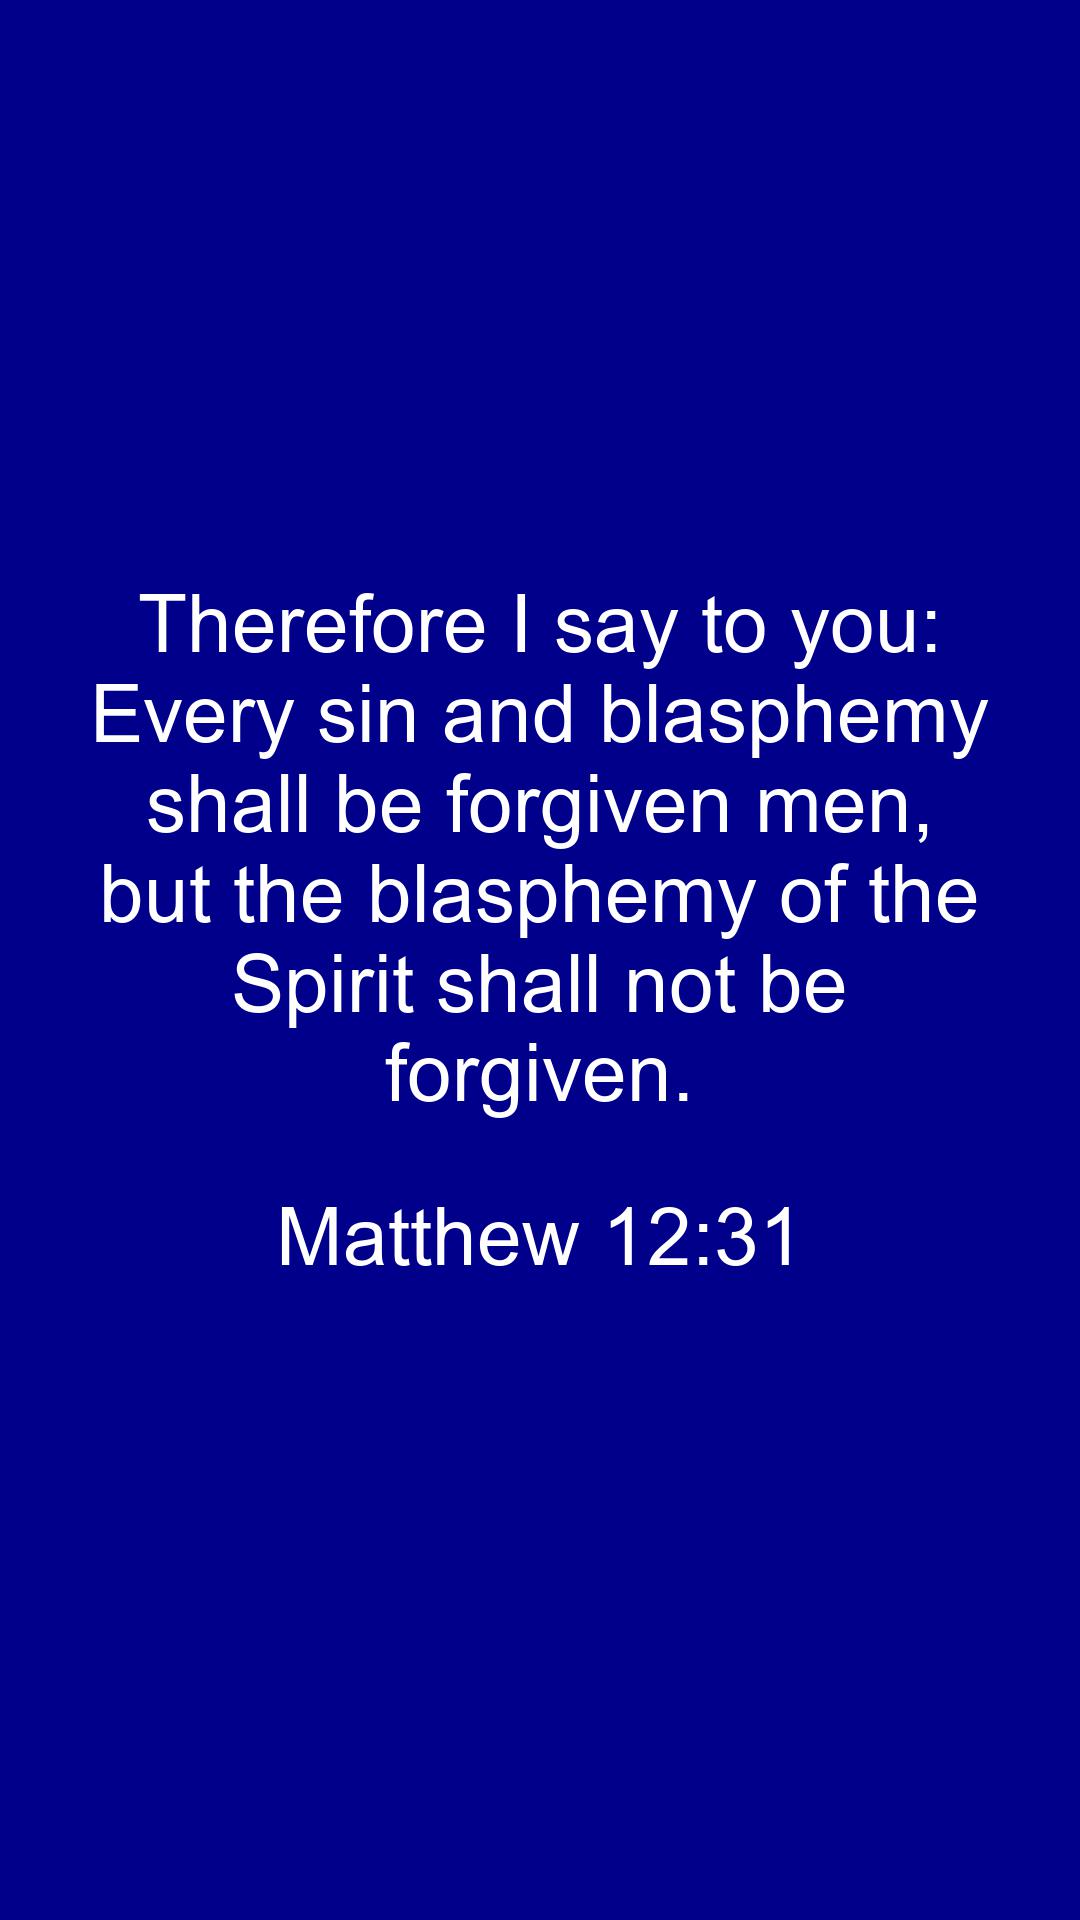 Therefore I say to you:
Every sin and blasphemy
shall be forgiven men,
but the blasphemy of the
Spirit shall not be
forgiven.
Matthew 12:31